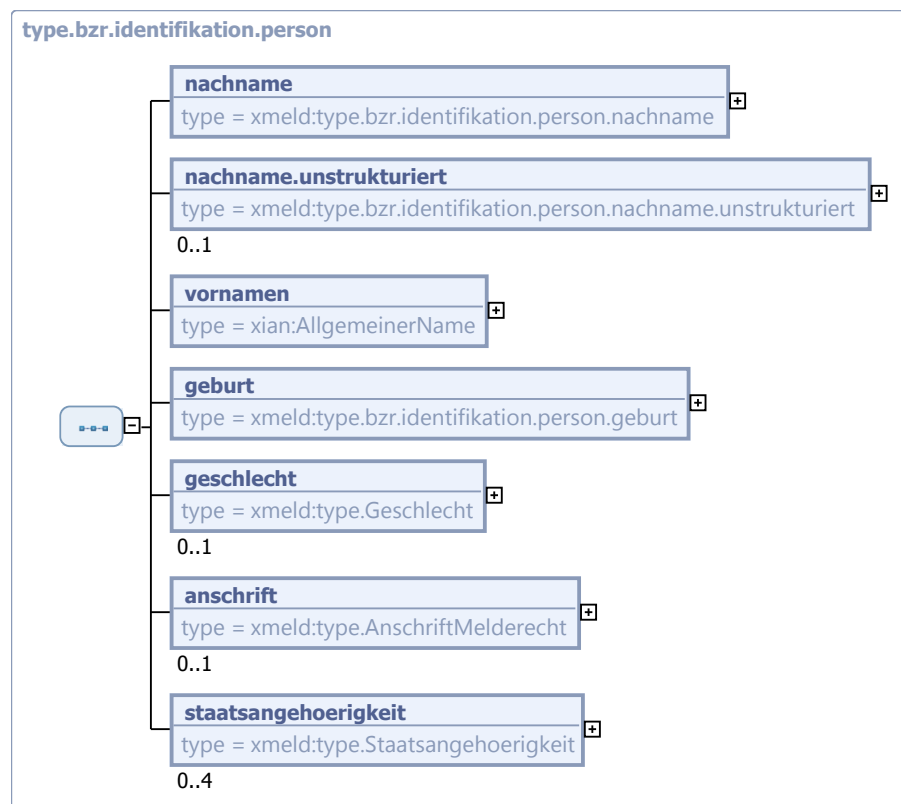 type.bzr.identifikation.person
nachname
type = xmeld:type.bzr.identifikation.person.nachname
nachname.unstrukturiert
type = xmeld:type.bzr.identifikation.person.nachname.unstrukturiert
0..1
vornamen
type = xian:AllgemeinerName
geburt
type = xmeld:type.bzr.identifikation.person.geburt
geschlecht
type = xmeld:type.Geschlecht
0..1
anschrift
type = xmeld:type.AnschriftMelderecht
0..1
staatsangehoerigkeit
type = xmeld:type.Staatsangehoerigkeit
0..4